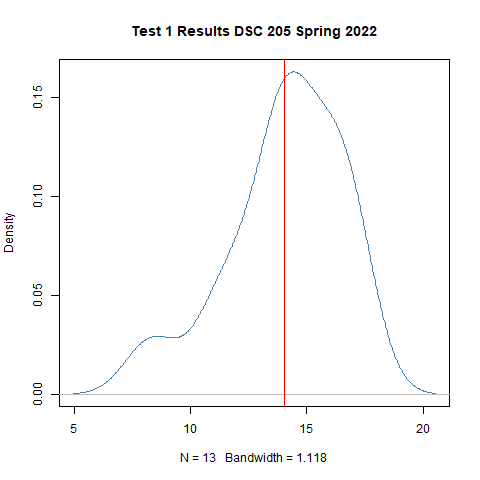 Test 1 Results DSC 205 Spring 2022
Density
0.15
0.10
0.05
0.00
5 10 15 20
N = 13 Bandwidth = 1.118